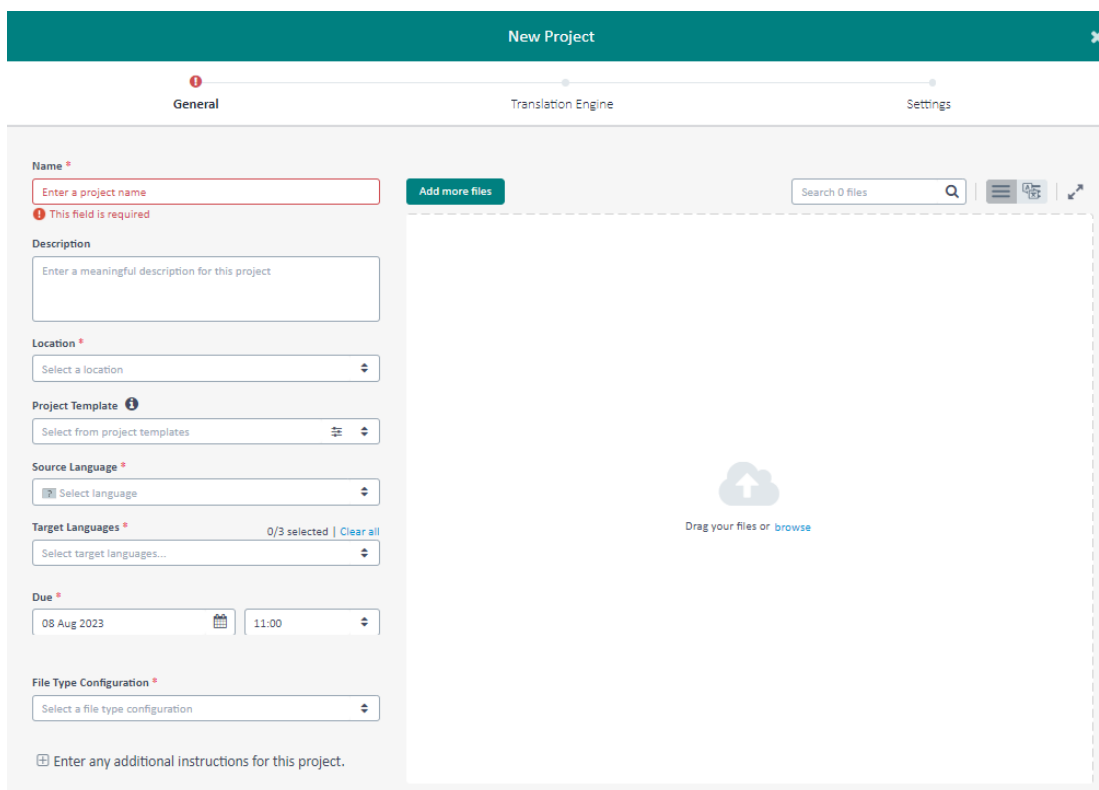 New Project
General
Translation Engine
Settings
Name *
Enter a project name
This field is required
Description
Enter a meaningful description for this project
Location *
Select a location
Project Template
Select from project templates
Source Language *
? Select language
Target Languages * 0/3 selected | Clear all
Select target languages...
Due *
08 Aug 2023 11:00
File Type Configuration *
Select a file type configuration
Enter any additional instructions for this project.
Add more files
Search 0 files
Drag your files or browse